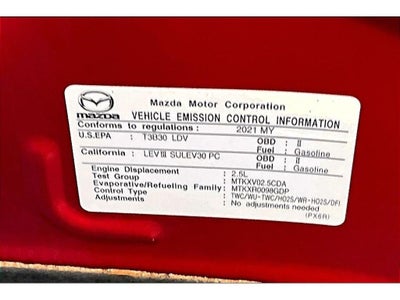 Mazda Motor Corporation
mazda VEHICLE EMISSION CONTROL INFORMATION
Conforms to regulations : 2021 MY
U.S.EPA : T3B30 LDV OBD : II
Fuel : Gasoline
California : LEVIII SULEV30 PC OBD : II
Fuel : Gasoline
Engine Displacement : 2.5L
Test Group : MTKXV02.5CDA
Evaporative/Refueling Family: MTKXR0098GDP
Control Type : TWC/WU-TWC/HO2S/WR-HO2S/DFI
Adjustments : No adjustments needed
(PX6R)